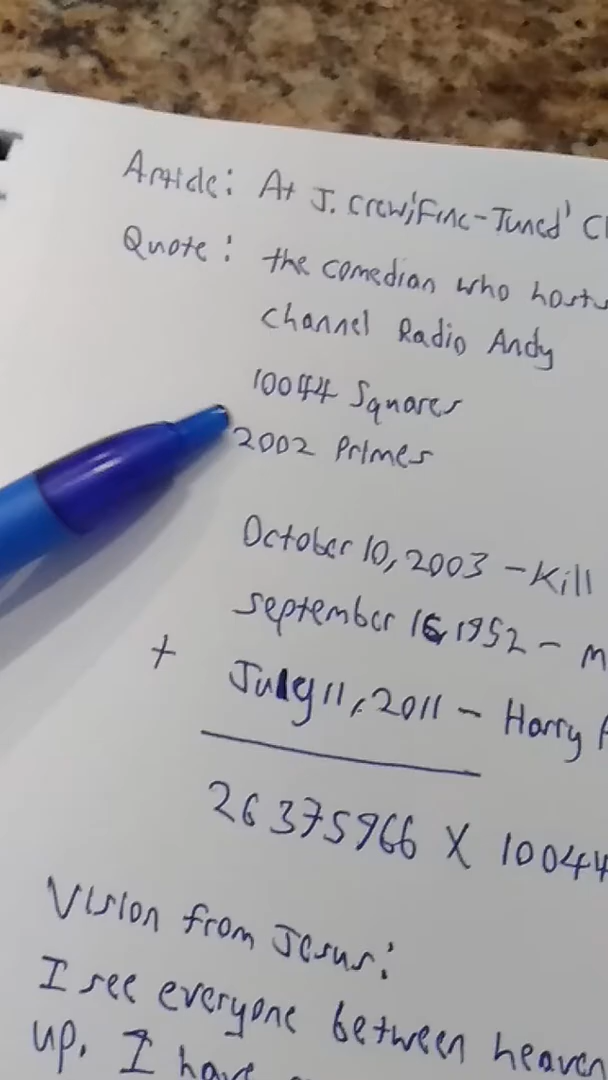 Article: At J. Crew, 'Fine-Tuned' Cl
Quote: the comedian who hosts
channel Radio Andy
10044 Squares
2002 Primes
October 10, 2003 - Kill
September 16, 1952 - M
+ July 11, 2011 - Harry P
26375966 X 10044
Vision from Jesus:
I see everyone between heaven
up. I have